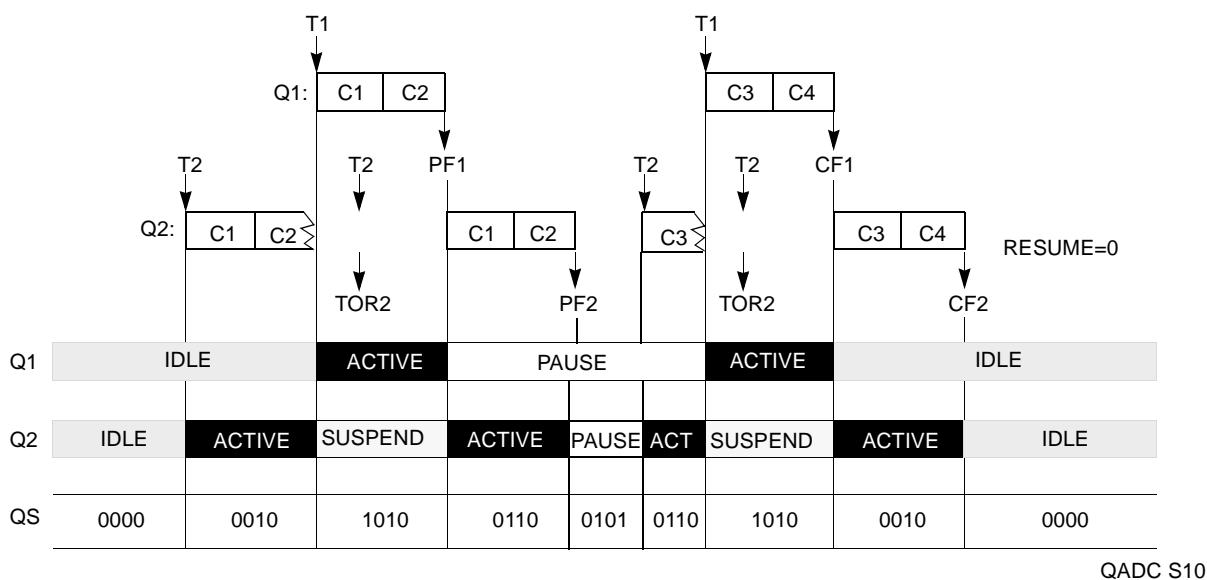 T1 T1
Q1: C1 C2 C3 C4
T2 T2 PF1 T2 T2 CF1
Q2: C1 C2 C1 C2 C3 C3 C4 RESUME=0
TOR2 PF2 TOR2 CF2
Q1 IDLE ACTIVE PAUSE ACTIVE IDLE
Q2 IDLE ACTIVE SUSPEND ACTIVE PAUSE ACT SUSPEND ACTIVE IDLE
QS 0000 0010 1010 0110 0101 0110 1010 0010 0000
QADC S10